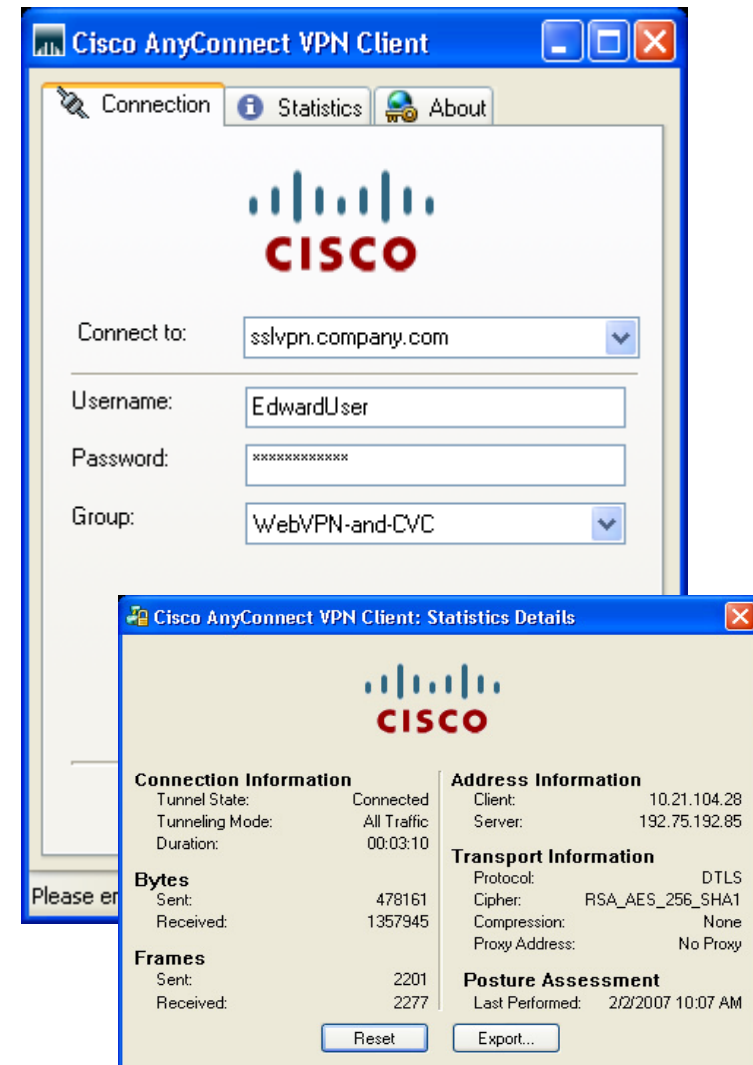 Cisco AnyConnect VPN Client
Connection Statistics About
CISCO
Connect to: sslvpn.company.com
Username: EdwardUser
Password: ************
Group: WebVPN-and-CVC
Please
Cisco AnyConnect VPN Client: Statistics Details
CISCO
Connection Information
Tunnel State: Connected
Tunneling Mode: All Traffic
Duration: 00:03:10
Bytes
Sent: 478161
Received: 1357945
Frames
Sent: 2201
Received: 2277
Address Information
Client: 10.21.104.28
Server: 192.75.192.85
Transport Information
Protocol: DTLS
Cipher: RSA_AES_256_SHA1
Compression: None
Proxy Address: No Proxy
Posture Assessment
Last Performed: 2/2/2007 10:07 AM
Reset Export...